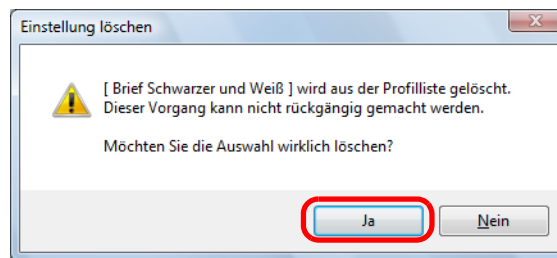 Einstellung löschen
[ Brief Schwarzer und Weiß ] wird aus der Profilliste gelöscht.
Dieser Vorgang kann nicht rückgängig gemacht werden.
Möchten Sie die Auswahl wirklich löschen?
Ja Nein